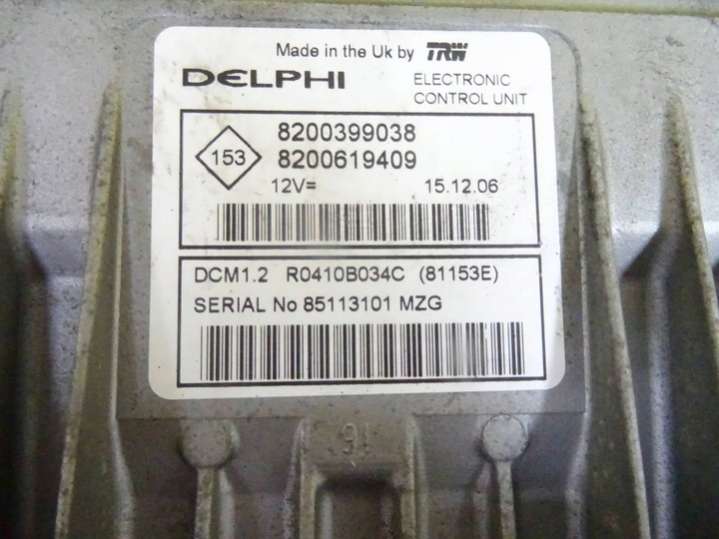 Made in the Uk by TRW
DELPHI ELECTRONIC
CONTROL UNIT
153
8200399038
8200619409
12V= 15.12.06
DCM1.2 R0410B034C (81153E)
SERIAL No 85113101 MZG